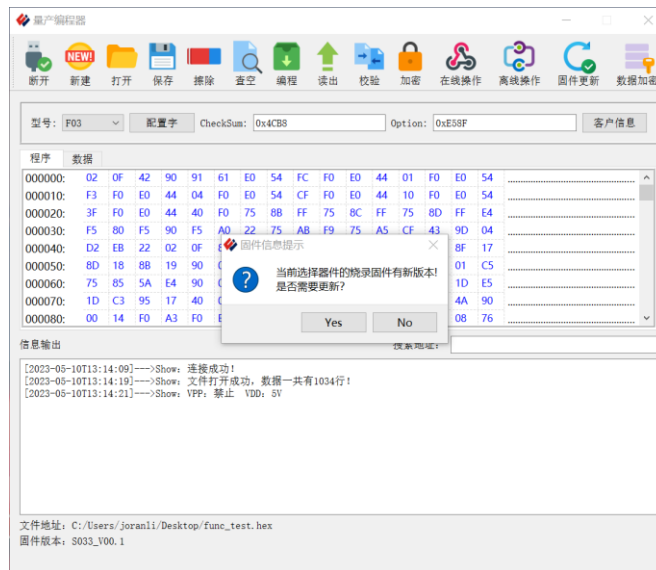 量产编程器
NEW!
断开 新建 打开 保存 擦除 查空 编程 读出 校验 加密 在线操作 离线操作 固件更新 数据加密
型号: F03 配置字 CheckSum: 0x4CB8 Option: 0xE58F 客户信息
程序 数据
000000: 02 0F 42 90 91 61 E0 54 FC F0 E0 44 01 F0 E0 54
000010: F3 F0 E0 44 04 F0 E0 54 CF F0 E0 44 10 F0 E0 54
000020: 3F F0 E0 44 40 F0 75 8B FF 75 8C FF 75 8D FF E4
000030: F5 80 F5 90 F5 A0 22 75 AB F9 75 A5 CF 43 9D 04
000040: D2 EB 22 02 0F 8F 17
000050: 8D 18 8B 19 90 01 C5
000060: 75 85 5A E4 90 1D E5
000070: 1D C3 95 17 40 4A 90
000080: 00 14 F0 A3 F0 08 76
固件信息提示
当前选择器件的烧录固件有新版本!
是否需要更新?
Yes No
信息输出
[2023-05-10T13:14:09]--->Show: 连接成功!
[2023-05-10T13:14:19]--->Show: 文件打开成功, 数据一共有1034行!
[2023-05-10T13:14:21]--->Show: VPP: 禁止 VDD: 5V
文件地址: C:/Users/joranli/Desktop/func_test.hex
固件版本: S033_V00.1